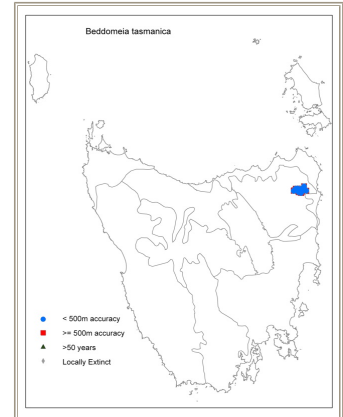 Beddomeia tasmanica
< 500m accuracy
>= 500m accuracy
>50 years
Locally Extinct